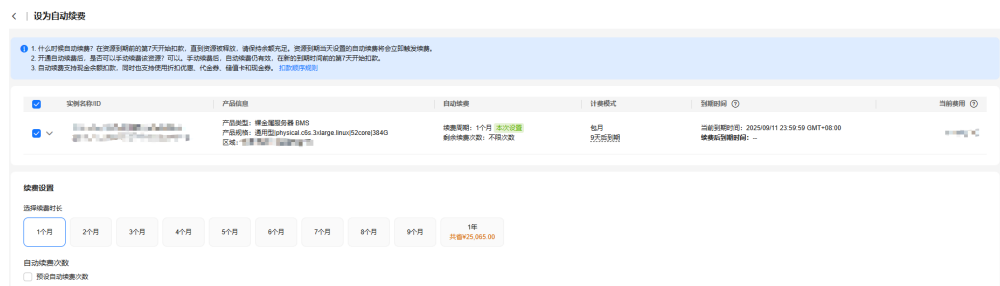 设为自动续费
1. 什么时候自动续费？在资源到期前的第7天开始扣款，直到资源被释放，请保持余额充足。资源到期当天设置的自动续费将会立即触发续费。
2. 开通自动续费后，是否可以手动续费该资源？可以。手动续费后，自动续费仍有效，在新的到期时间前的第7天开始扣款。
3. 自动续费支持现金余额扣款，同时也支持使用折扣优惠、代金券、储值卡和现金券。 扣款顺序规则
实例名称/ID 产品信息 自动续费 计费模式 到期时间 当前费用
产品类型：裸金属服务器 BMS
产品规格：通用型|physical.c6s.3xlarge.linux|52core|384G
区域：
续费周期：1个月 本次设置
剩余续费次数：不限次数
包月
9天后到期
当前到期时间：2025/09/11 23:59:59 GMT+08:00
续费后到期时间：--
续费设置
选择续费时长
1个月 2个月 3个月 4个月 5个月 6个月 7个月 8个月 9个月 1年
共省¥25,065.00
自动续费次数
预设自动续费次数